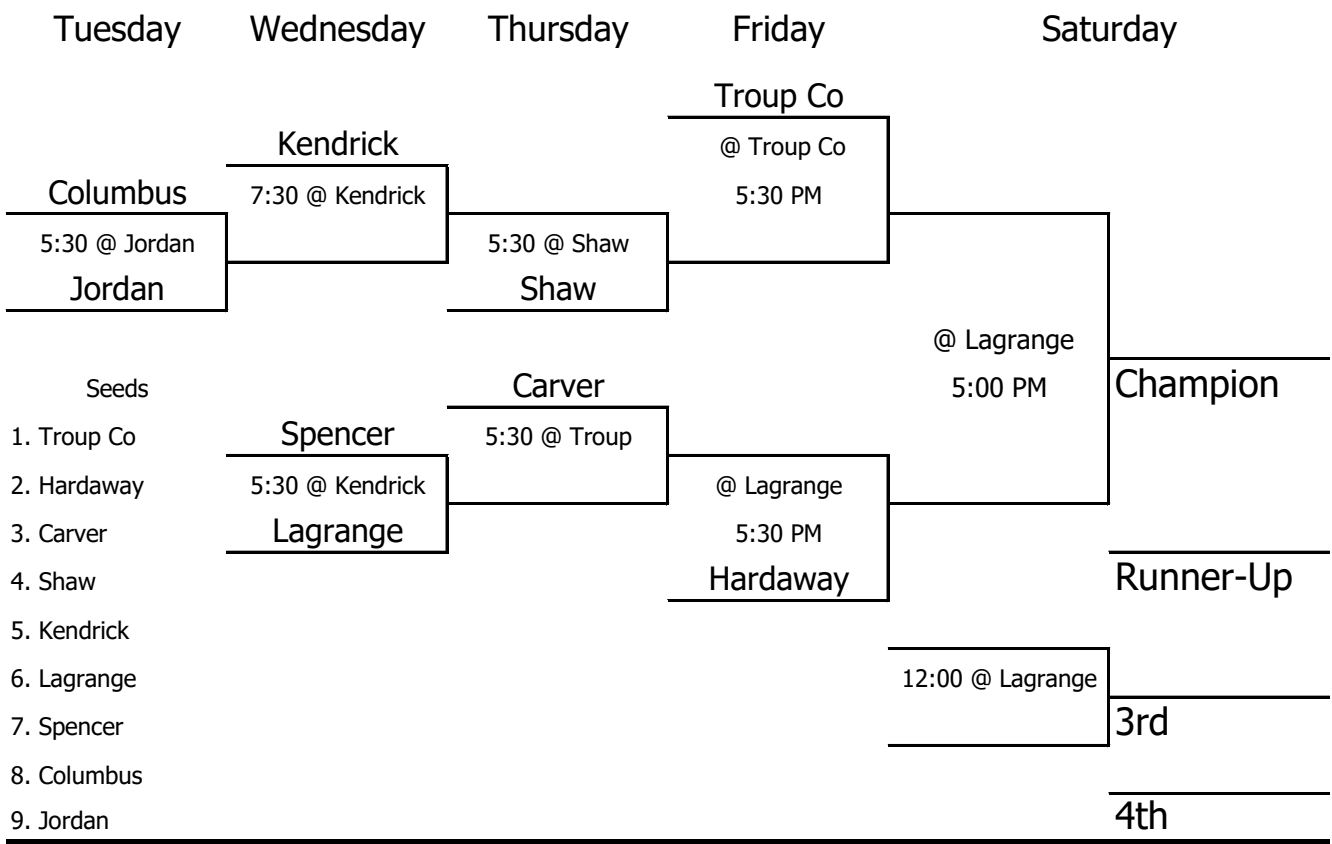 Tuesday Wednesday Thursday Friday Saturday
Troup Co
Kendrick @ Troup Co
Columbus 7:30 @ Kendrick 5:30 PM
5:30 @ Jordan 5:30 @ Shaw
Jordan Shaw
@ Lagrange
Seeds Carver 5:00 PM Champion
1. Troup Co Spencer 5:30 @ Troup
2. Hardaway 5:30 @ Kendrick @ Lagrange
3. Carver Lagrange 5:30 PM
4. Shaw Hardaway Runner-Up
5. Kendrick
6. Lagrange 12:00 @ Lagrange
7. Spencer 3rd
8. Columbus
9. Jordan 4th